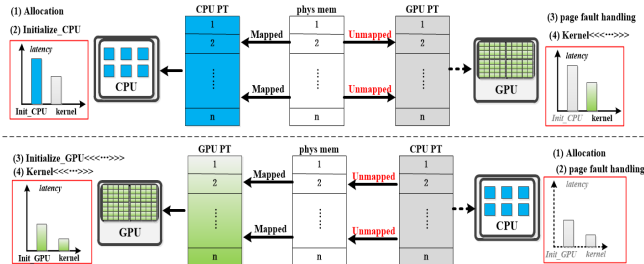 (1) Allocation
(2) Initialize_CPU
latency
Init_CPU kernel
CPU
CPU PT
1
2
n
Mapped
Mapped
phys mem
1
2
n
Unmapped
Unmapped
GPU PT
1
2
n
GPU
(3) page fault handling
(4) Kernel<<<···>>>
latency
Init_CPU kernel
(3) Initialize_GPU<<<···>>>
(4) Kernel<<<···>>>
latency
Init GPU kernel
GPU
GPU PT
1
2
n
Mapped
Mapped
phys mem
1
2
n
Unmapped
Unmapped
CPU PT
1
2
n
CPU
(1) Allocation
(2) page fault handling
latency
Init_GPU kernel